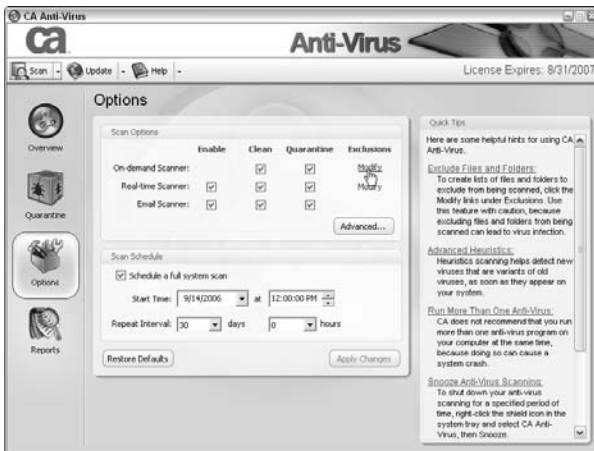 CA Anti-Virus
ca
Anti-Virus
Scan
Update
Help
License Expires: 8/31/2007
Overview
Quarantine
Options
Reports
Options
Scan Options
Enable Clean Quarantine Exclusions
On-demand Scanner: Modify
Real-time Scanner: Modify
Email Scanner:
Advanced...
Scan Schedule
Schedule a full system scan
Start Time: 9/14/2006 at 12:00:00 PM
Repeat Interval: 30 days 0 hours
Restore Defaults
Apply Changes
Quick Tips
Here are some helpful hints for using CA
Anti-Virus.
Exclude Files and Folders:
To create lists of files and folders to
exclude from being scanned, click the
Modify links under Exclusions. Use
this feature with caution, because
excluding files and folders from being
scanned can lead to virus infection.
Advanced Heuristics:
Heuristics scanning helps detect new
viruses that are variants of old
viruses, as soon as they appear on
your system.
Run More Than One Anti-Virus:
CA does not recommend that you run
more than one anti-virus program on
your computer at the same time,
because doing so can cause a
system crash.
Snooze Anti-Virus Scanning:
To shut down your anti-virus
scanning for a specified period of
time, right-click the shield icon in the
system tray and select CA Anti-
Virus, then Snooze.